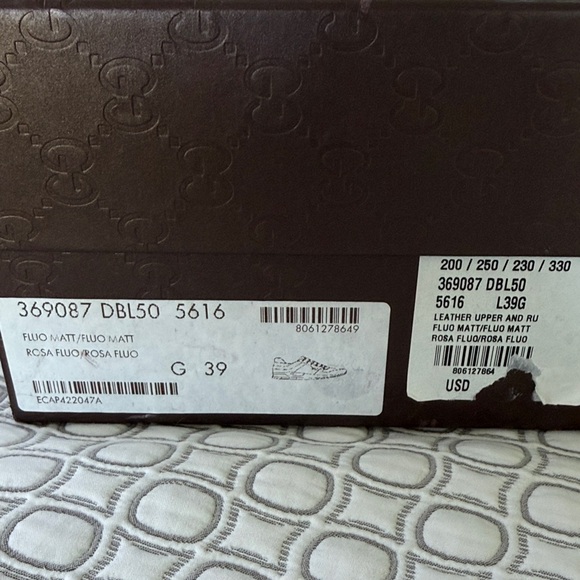 369087 DBL50 5616
8061278649
FLUO MATT/FLUO MATT
ROSA FLUO/ROSA FLUO
G 39
ECAP422047A
200 / 250 / 230 / 330
369087 DBL50
5616 L39G
LEATHER UPPER AND RU
FLUO MATT/FLUO MATT
ROSA FLUO/ROSA FLUO
806127864
USD